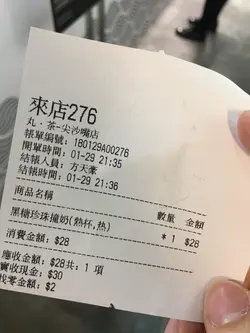 來店276
丸·茶-尖沙嘴店
帳單編號: 180129A00276
開單時間: 01-29 21:35
結帳人員: 方天豪
結帳時間: 01-29 21:36
商品名稱 數量 金額
黑糖珍珠撞奶(熱杯,熱) * 1 $28
消費金額: $28
應收金額: $28共: 1 項
實收現金: $30
找零金額: $2